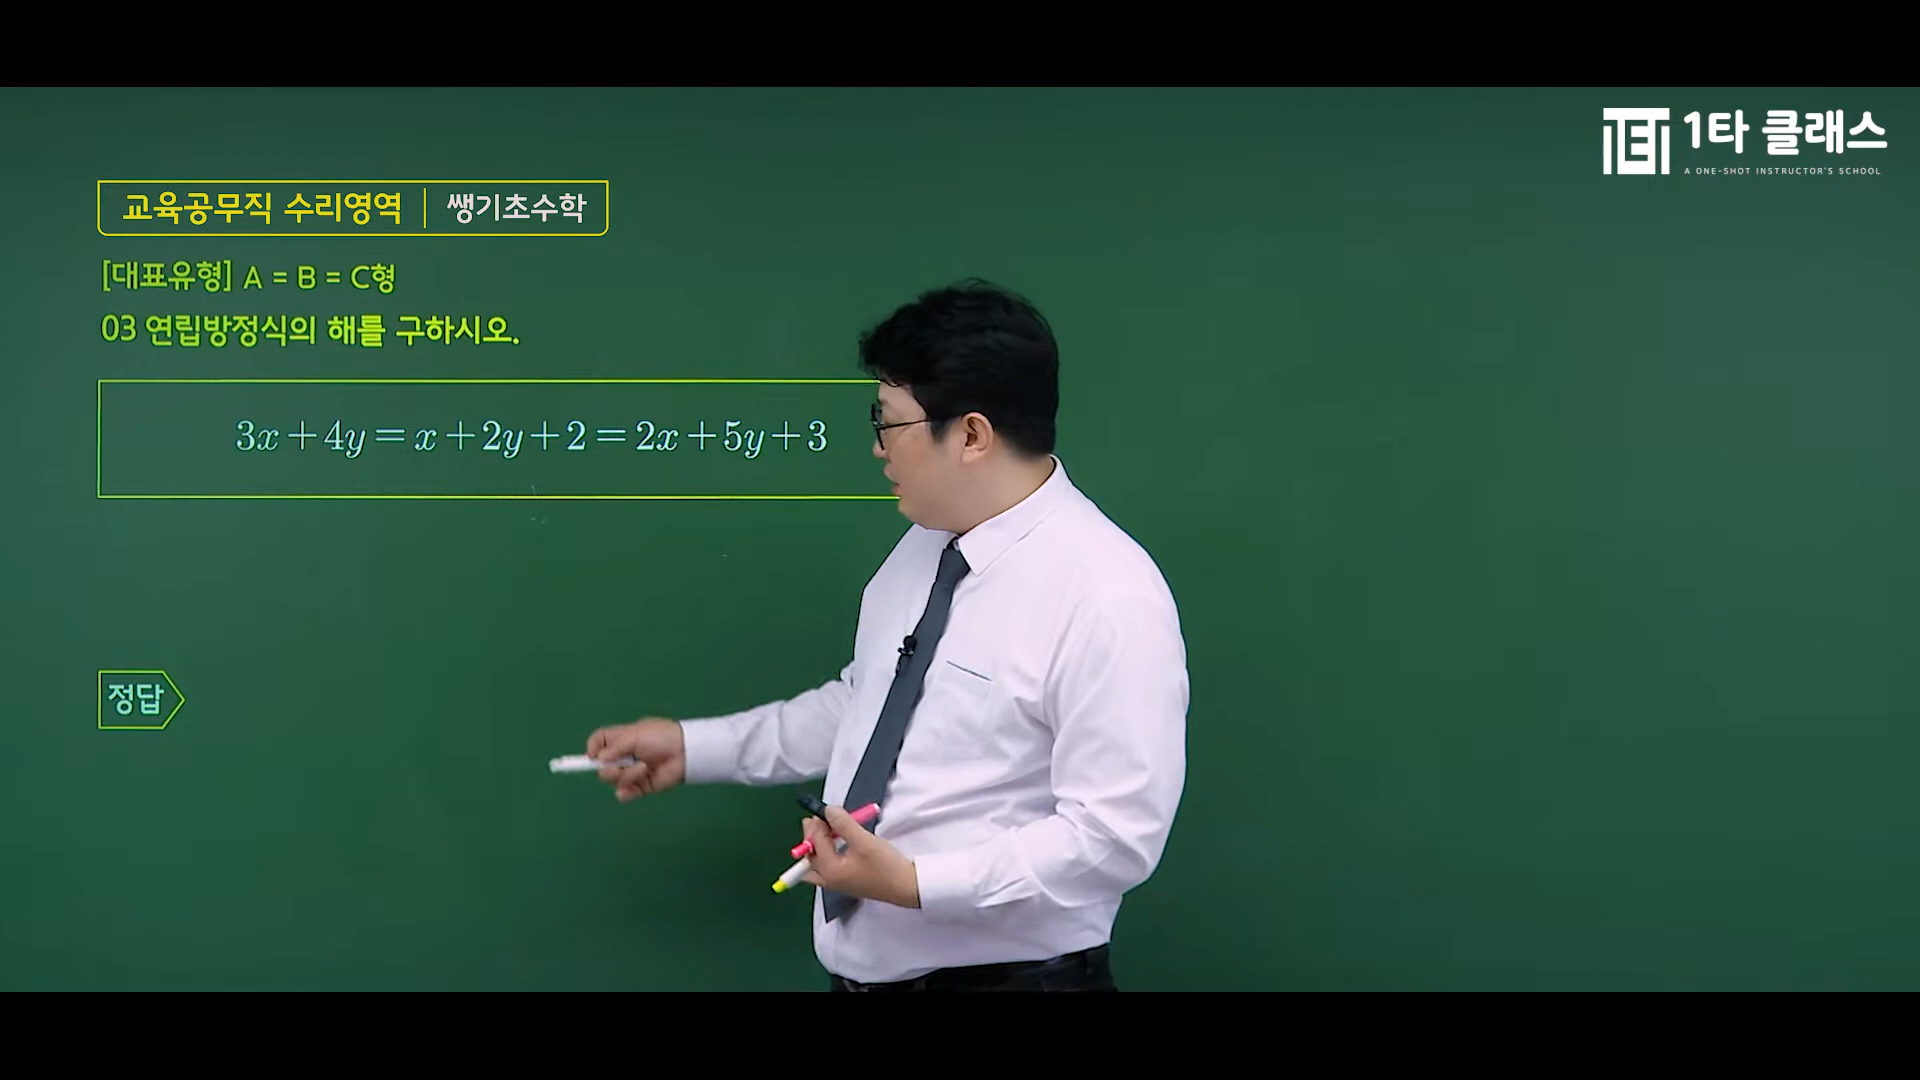 1타 클래스
A ONE-SHOT INSTRUCTOR'S SCHOOL
교육공무직 수리영역 | 쌩기초수학
[대표유형] A = B = C형
03 연립방정식의 해를 구하시오.
3x+4y=x+2y+2=2x+5y+3
정답